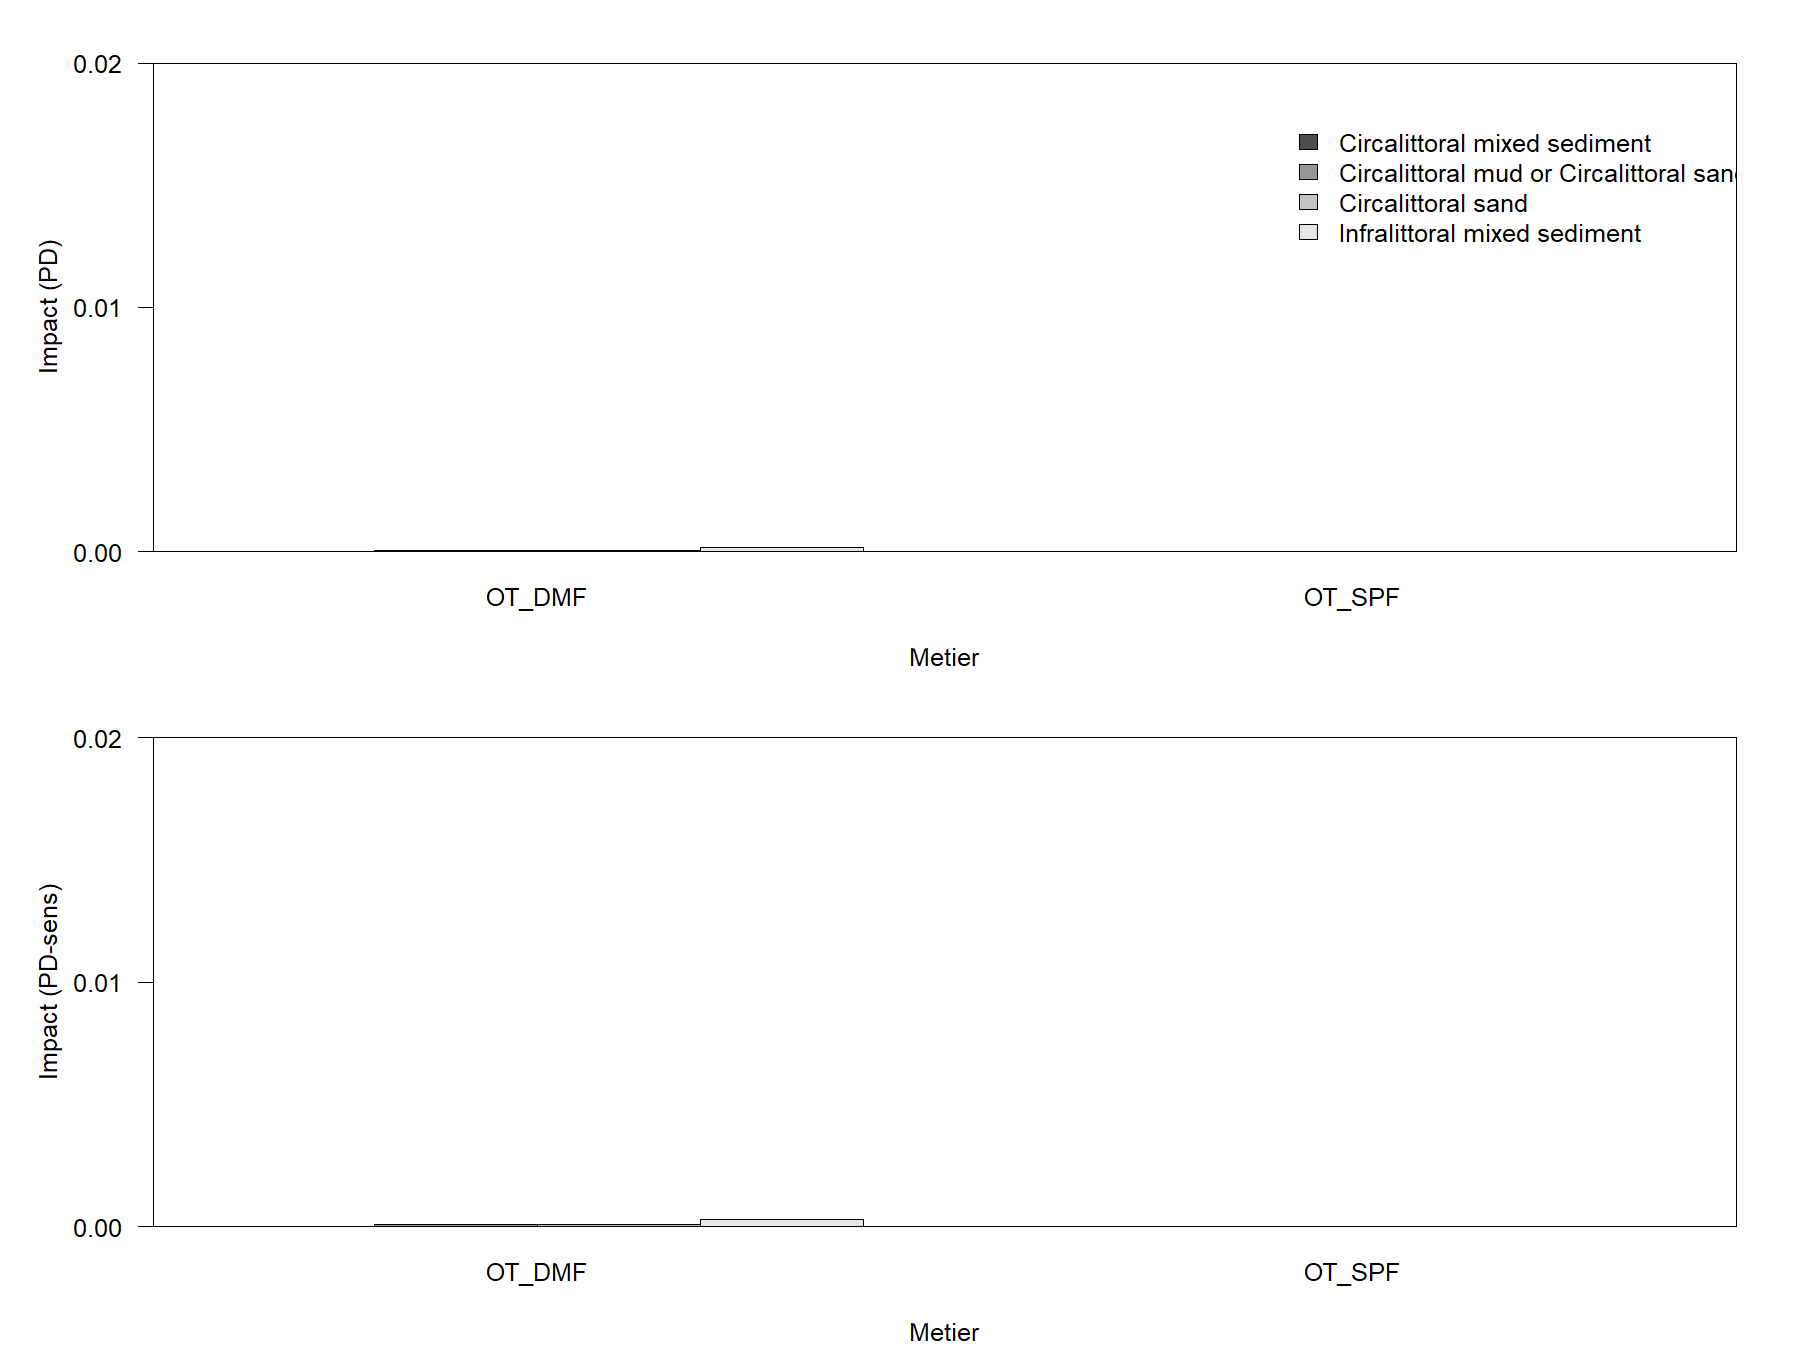 0.02
Circalittoral mixed sediment
Circalittoral mud or Circalittoral
Circalittoral sand
Infralittoral mixed sediment
Impact (PD)
0.01
0.00
OT_DMF OT_SPF
Metier
0.02
Impact (PD-sens)
0.01
0.00
OT_DMF OT_SPF
Metier